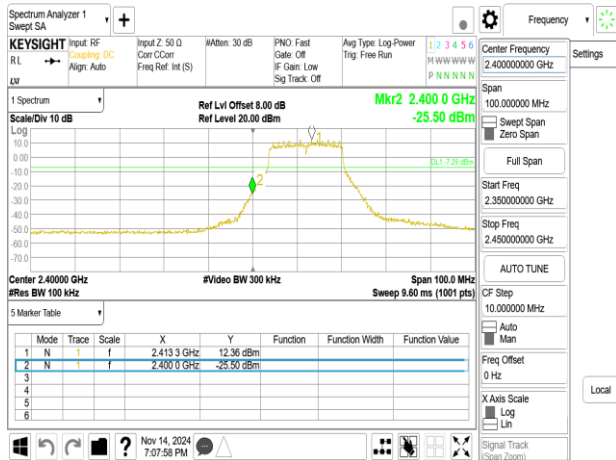 Spectrum Analyzer 1
Swept SA
+
Frequency
KEYSIGHT
RL
Input: RF
Coupling: DC
Align: Auto
Input Z: 50 Ω
Corr CCorr
Freq Ref: Int (S)
#Atten: 30 dB
PNO: Fast
Gate: Off
IF Gain: Low
Sig Track: Off
Avg Type: Log-Power
Trig: Free Run
1 2 3 4 5 6
M W W W W W
P N N N N N
LXI
1 Spectrum
Scale/Div 10 dB
Ref Lvl Offset 8.00 dB
Ref Level 20.00 dBm
Mkr2 2.400 0 GHz
-25.50 dBm
Log
10.0
0.00
-10.0
-20.0
-30.0
-40.0
-50.0
-60.0
-70.0
1
2
DL1 -7.29 dBm
Center 2.40000 GHz
#Video BW 300 kHz
Span 100.0 MHz
#Res BW 100 kHz
Sweep 9.60 ms (1001 pts)
5 Marker Table
Mode Trace Scale X Y Function Function Width Function Value
1 N 1 f 2.413 3 GHz 12.36 dBm
2 N 1 f 2.400 0 GHz -25.50 dBm
3
4
5
6
Nov 14, 2024
7:07:58 PM
?
Center Frequency
2.400000000 GHz
Settings
Span
100.000000 MHz
Swept Span
Zero Span
Full Span
Start Freq
2.350000000 GHz
Stop Freq
2.450000000 GHz
AUTO TUNE
CF Step
10.000000 MHz
Auto
Man
Freq Offset
0 Hz
X Axis Scale
Log
Lin
Local
Signal Track
(Span Zoom)